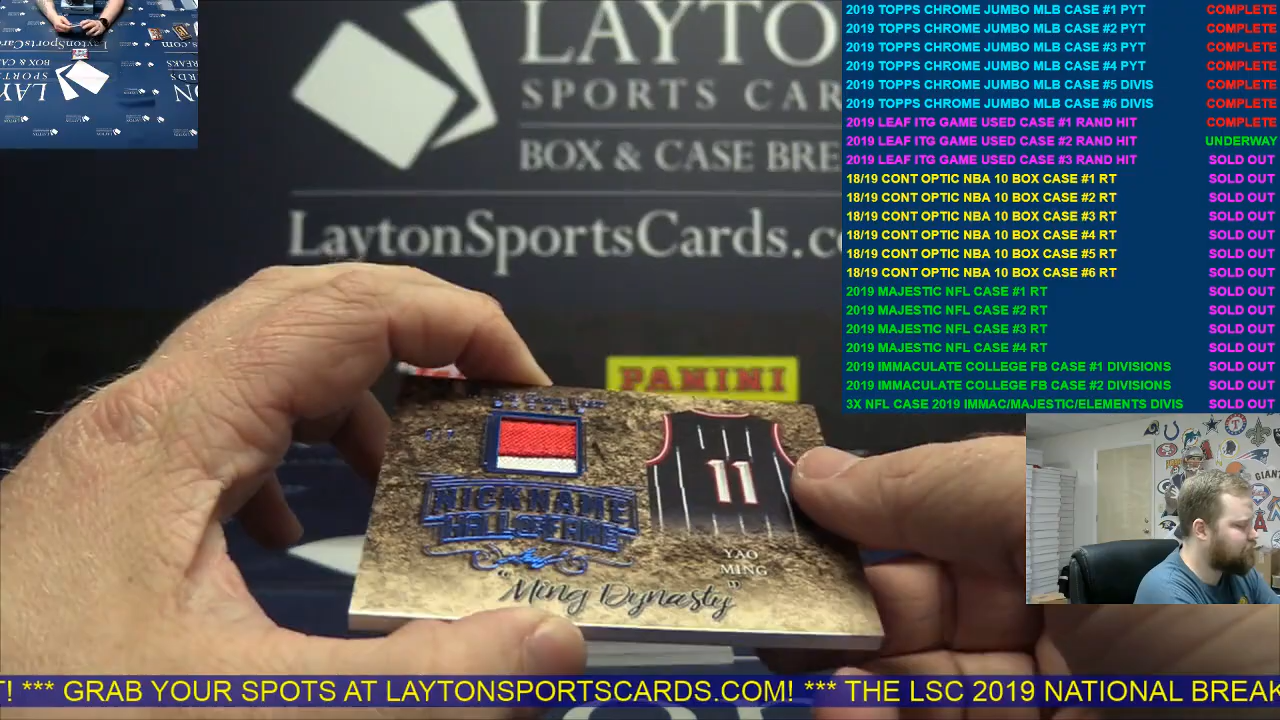 LAYTON
SPORTS CAR
BOX & CASE BRE
LaytonSportsCards.co
PANINI
NICKNAME
HALL OF FAME
11
YAO
MING
"Ming Dynasty"
2019 TOPPS CHROME JUMBO MLB CASE #1 PYT COMPLETE
2019 TOPPS CHROME JUMBO MLB CASE #2 PYT COMPLETE
2019 TOPPS CHROME JUMBO MLB CASE #3 PYT COMPLETE
2019 TOPPS CHROME JUMBO MLB CASE #4 PYT COMPLETE
2019 TOPPS CHROME JUMBO MLB CASE #5 DIVIS COMPLETE
2019 TOPPS CHROME JUMBO MLB CASE #6 DIVIS COMPLETE
2019 LEAF ITG GAME USED CASE #1 RAND HIT COMPLETE
2019 LEAF ITG GAME USED CASE #2 RAND HIT UNDERWAY
2019 LEAF ITG GAME USED CASE #3 RAND HIT SOLD OUT
18/19 CONT OPTIC NBA 10 BOX CASE #1 RT SOLD OUT
18/19 CONT OPTIC NBA 10 BOX CASE #2 RT SOLD OUT
18/19 CONT OPTIC NBA 10 BOX CASE #3 RT SOLD OUT
18/19 CONT OPTIC NBA 10 BOX CASE #4 RT SOLD OUT
18/19 CONT OPTIC NBA 10 BOX CASE #5 RT SOLD OUT
18/19 CONT OPTIC NBA 10 BOX CASE #6 RT SOLD OUT
2019 MAJESTIC NFL CASE #1 RT SOLD OUT
2019 MAJESTIC NFL CASE #2 RT SOLD OUT
2019 MAJESTIC NFL CASE #3 RT SOLD OUT
2019 MAJESTIC NFL CASE #4 RT SOLD OUT
2019 IMMACULATE COLLEGE FB CASE #1 DIVISIONS SOLD OUT
2019 IMMACULATE COLLEGE FB CASE #2 DIVISIONS SOLD OUT
3X NFL CASE 2019 IMMAC/MAJESTIC/ELEMENTS DIVIS SOLD OUT
GIANTS
T! *** GRAB YOUR SPOTS AT LAYTONSPORTSCARDS.COM! *** THE LSC 2019 NATIONAL BREAK